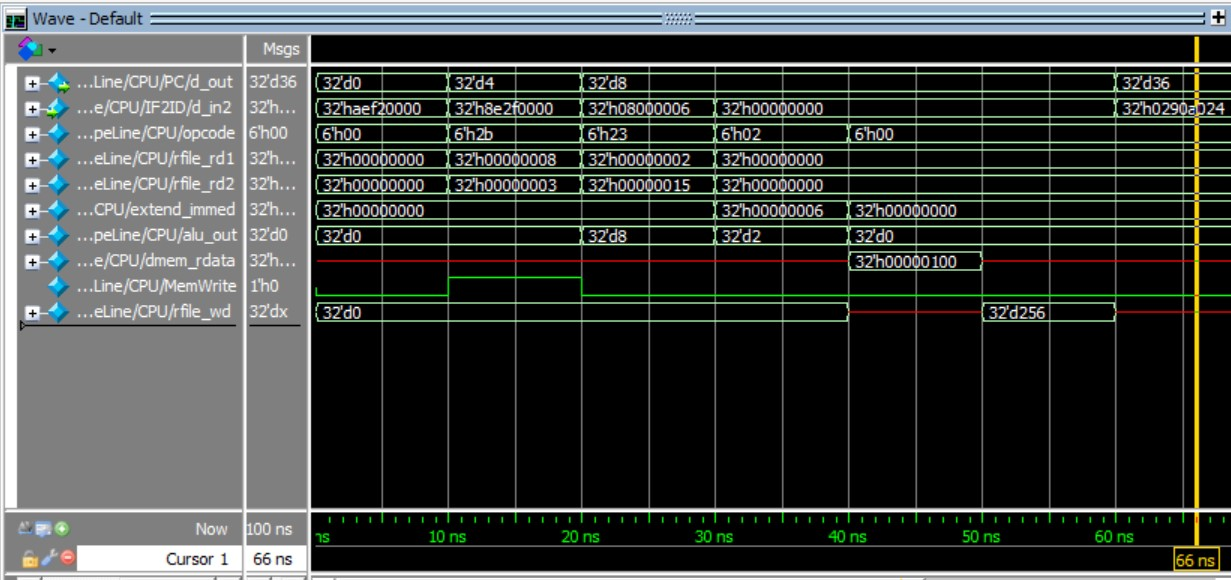 Wave - Default
Msgs
...Line/CPU/PC/d_out 32'd36 32'd0 32'd4 32'd8 32'd36
...e/CPU/IF2ID/d_in2 32'h... 32'haef20000 32'h8e2f0000 32'h08000006 32'h00000000 32'h0290a024
...peLine/CPU/opcode 6'h00 6'h00 6'h2b 6'h23 6'h02 6'h00
...eLine/CPU/rfile_rd1 32'h... 32'h00000000 32'h00000008 32'h00000002 32'h00000000
...eLine/CPU/rfile_rd2 32'h... 32'h00000000 32'h00000003 32'h00000015 32'h00000000
...CPU/extend_immed 32'h... 32'h00000000 32'h00000006 32'h00000000
...peLine/CPU/alu_out 32'd0 32'd0 32'd8 32'd2 32'd0
...e/CPU/dmem_rdata 32'h... 32'h00000100
...Line/CPU/MemWrite 1'h0
...eLine/CPU/rfile_wd 32'dx 32'd0 32'd256
Now 100 ns ns 10 ns 20 ns 30 ns 40 ns 50 ns 60 ns
Cursor 1 66 ns 66 ns